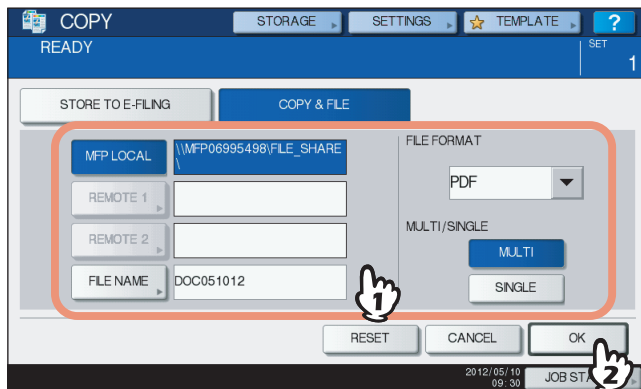 COPY
STORAGE
SETTINGS
TEMPLATE
?
READY
SET
1
STORE TO E-FILING
COPY & FILE
MFP LOCAL
\\MFP06995498\FILE_SHARE
\
REMOTE 1
REMOTE 2
FILE NAME
DOC051012
FILE FORMAT
PDF
MULTI/SINGLE
MULTI
SINGLE
1
RESET
CANCEL
OK
2
2012/05/10
09:30
JOB STA